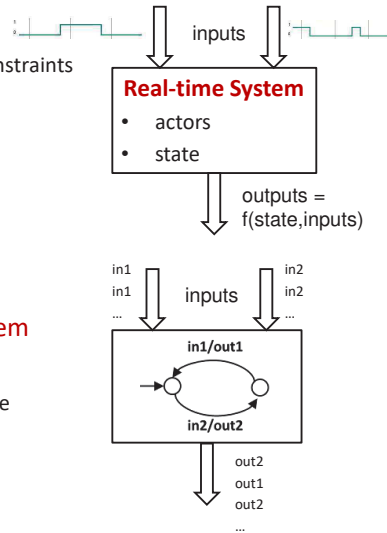 inputs
nstraints
Real-time System
• actors
• state
outputs =
f(state,inputs)
in1
in1
...
inputs
in2
in2
...
em
in1/out1
e
in2/out2
out2
out1
out2
...